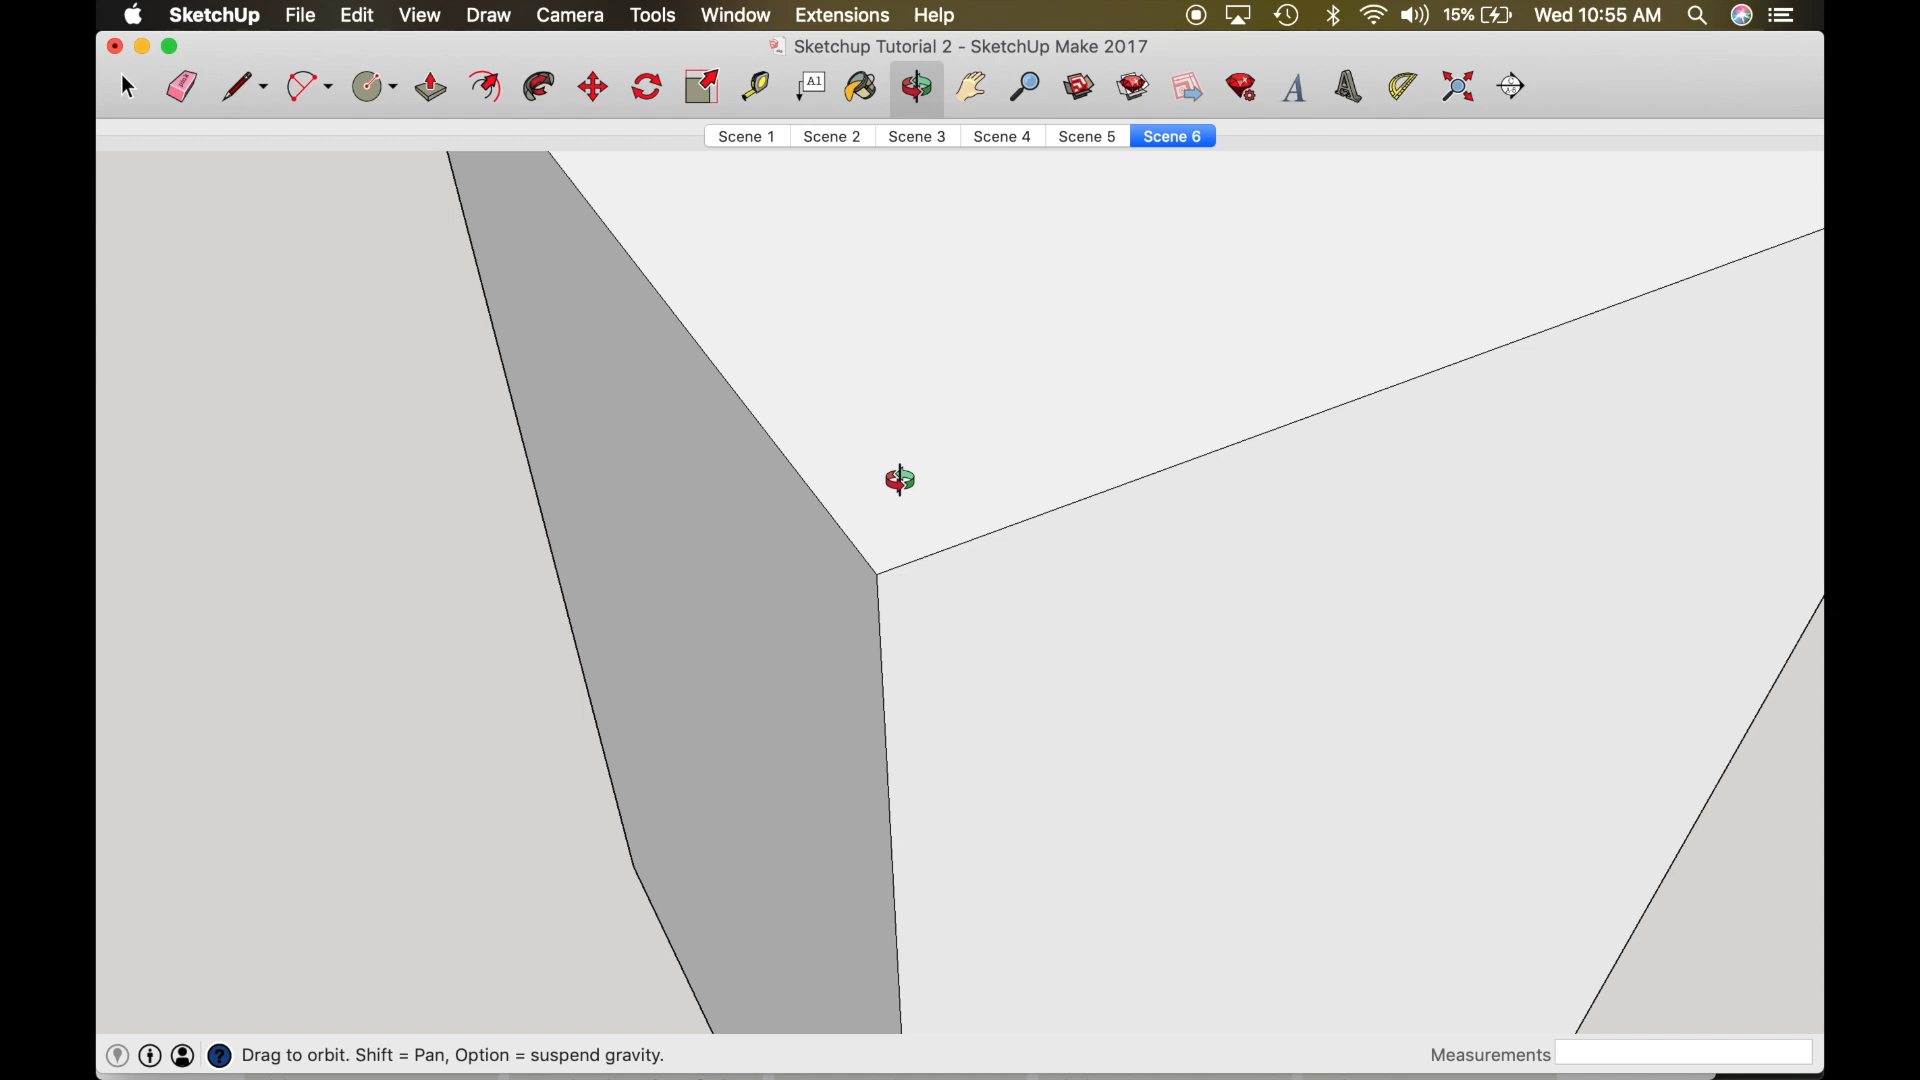 SketchUp File Edit View Draw Camera Tools Window Extensions Help 15% Wed 10:55 AM
Sketchup Tutorial 2 - SketchUp Make 2017
A1
Scene 1 Scene 2 Scene 3 Scene 4 Scene 5 Scene 6
Drag to orbit. Shift = Pan, Option = suspend gravity. Measurements